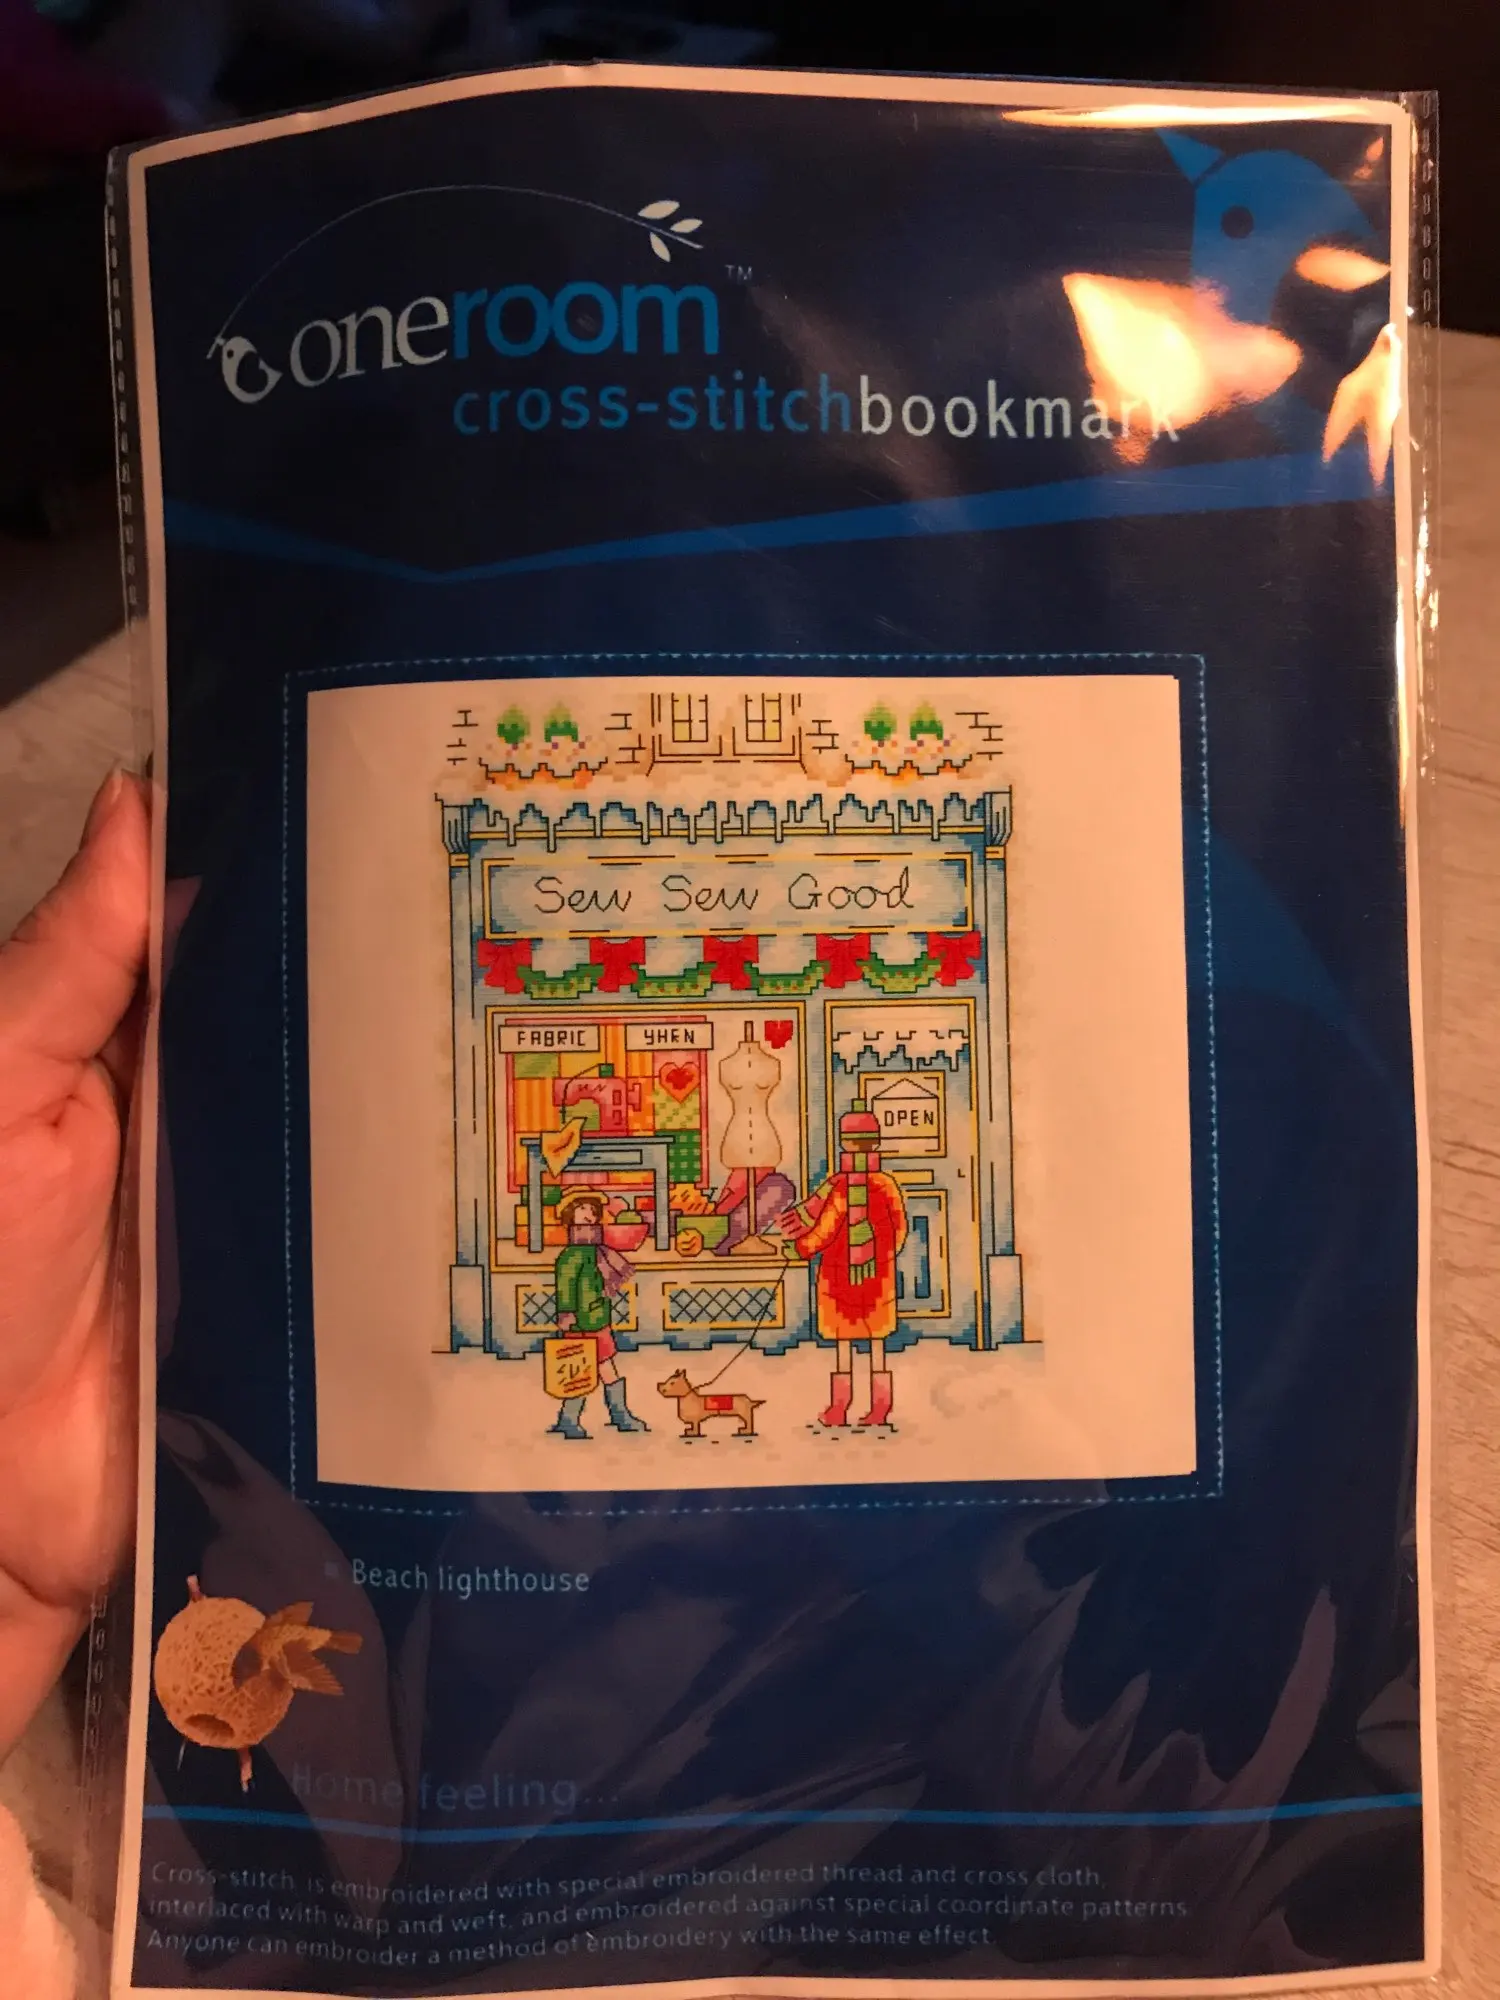 oneroom™
cross-stitchbookmark
Sew Sew Good
FABRIC YHRN
OPEN
Beach lighthouse
Home feeling...
Cross-stitch is embroidered with special embroidered thread and cross cloth,
interlaced with warp and weft, and embroidered against special coordinate patterns.
Anyone can embroider a method of embroidery with the same effect.